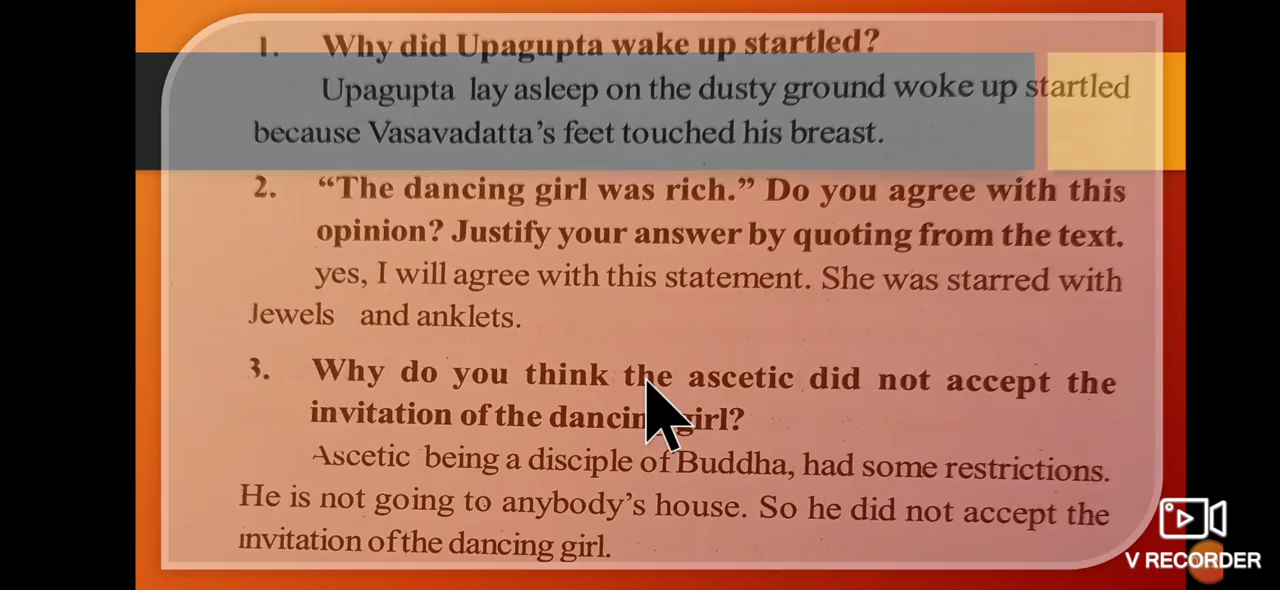 1. Why did Upagupta wake up startled?
Upagupta lay asleep on the dusty ground woke up startled
because Vasavadatta's feet touched his breast.
2. “The dancing girl was rich.” Do you agree with this
opinion? Justify your answer by quoting from the text.
yes, I will agree with this statement. She was starred with
Jewels and anklets.
3. Why do you think the ascetic did not accept the
invitation of the dancing girl?
Ascetic being a disciple of Buddha, had some restrictions.
He is not going to anybody's house. So he did not accept the
invitation of the dancing girl.
V RECORDER